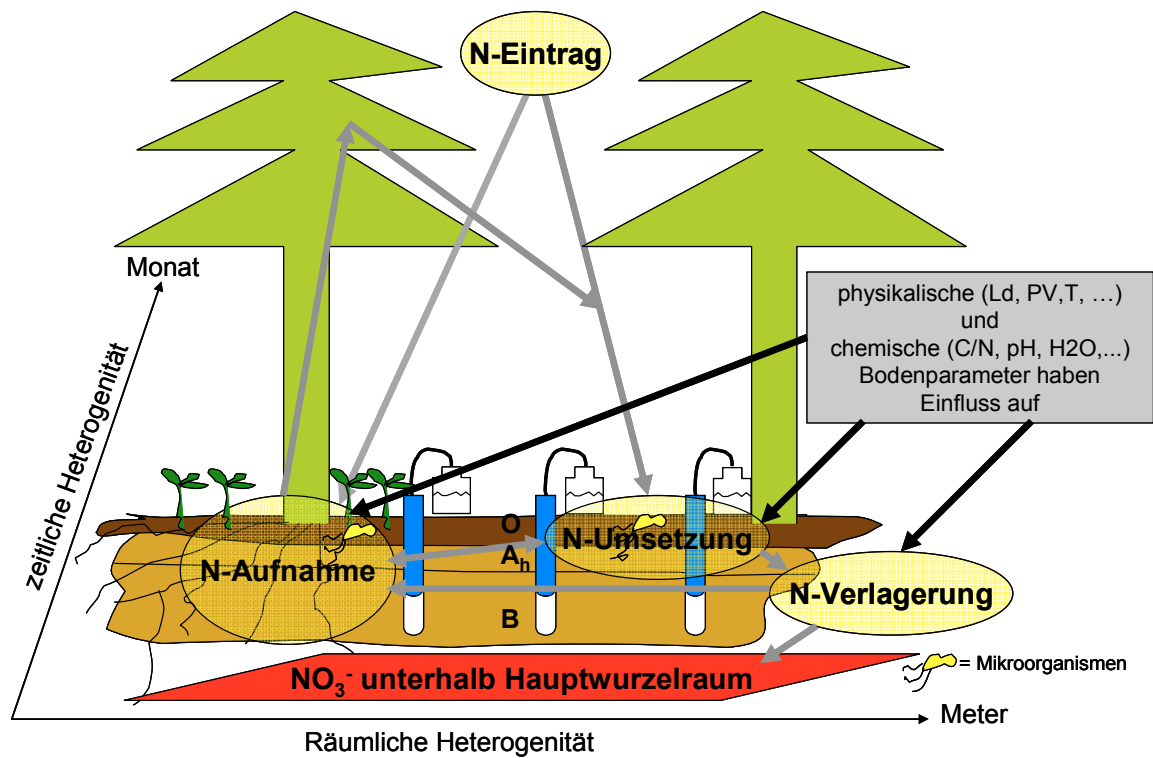 N-Eintrag
Monat
zeitliche Heterogenität
physikalische (Ld, PV,T, …)
und
chemische (C/N, pH, H2O,...)
Bodenparameter haben
Einfluss auf
O
N-Umsetzung
Ah
N-Aufnahme
N-Verlagerung
B
NO3- unterhalb Hauptwurzelraum
= Mikroorganismen
Meter
Räumliche Heterogenität